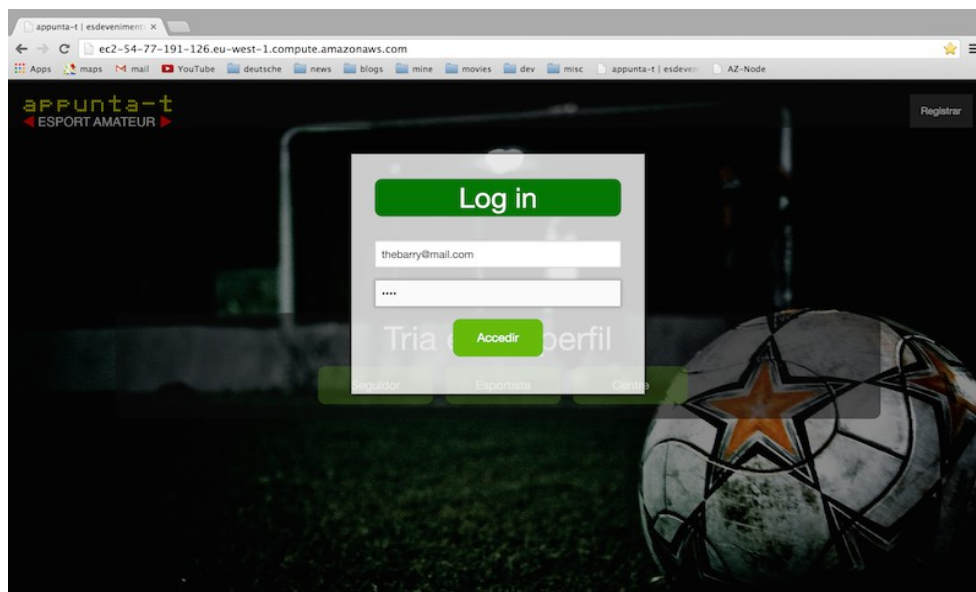 appunta-t | esdeveniments
ec2-54-77-191-126.eu-west-1.compute.amazonaws.com
Apps maps mail YouTube deutsche news blogs mine movies dev misc appunta-t | esdeven AZ-Node
appunta-t
ESPORT AMATEUR
Registrar
Log in
thebarry@mail.com
••••
Tria perfil
Accedir
Seguidor Esportista Centre